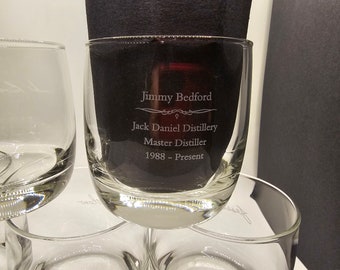 Jimmy Bedford
Jack Daniel Distillery
Master Distiller
1988 - Present